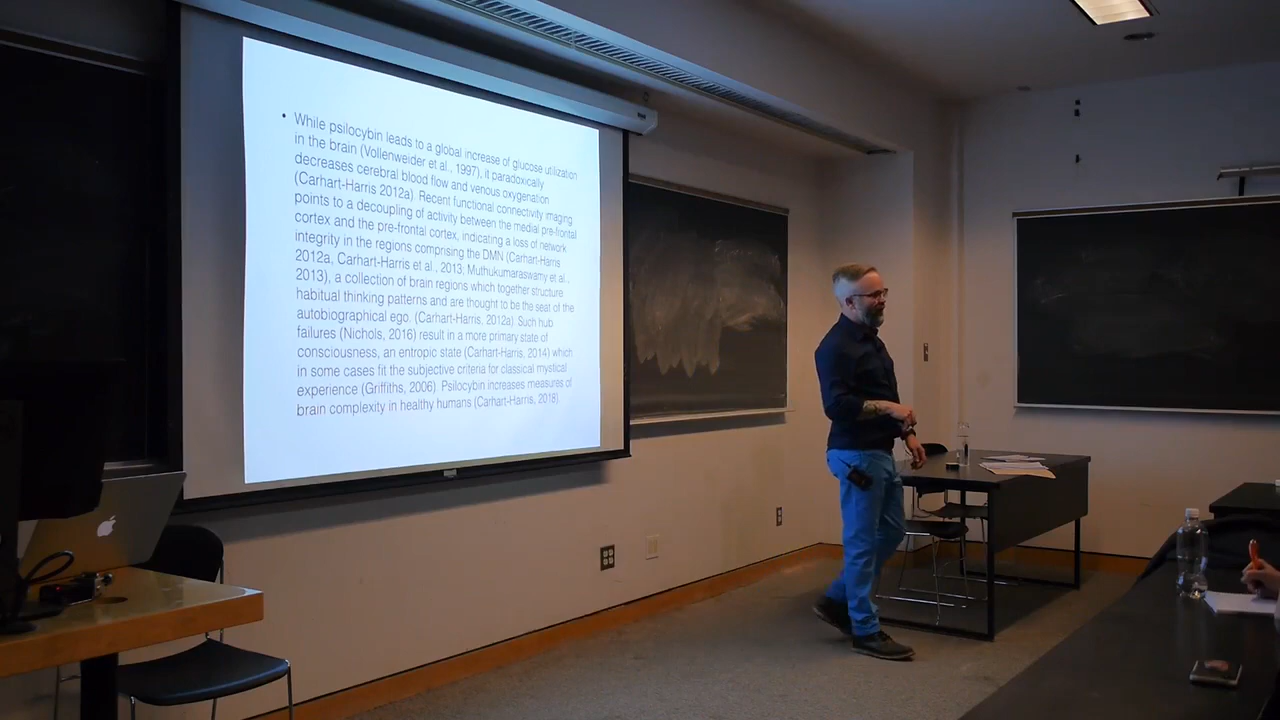 • While psilocybin leads to a global increase of glucose utilization
in the brain (Vollenweider et al., 1997), it paradoxically
decreases cerebral blood flow and venous oxygenation
(Carhart-Harris 2012a). Recent functional connectivity imaging
points to a decoupling of activity between the medial pre-frontal
cortex and the pre-frontal cortex, indicating a loss of network
integrity in the regions comprising the DMN (Carhart-Harris
2012a, Carhart-Harris et al., 2013; Muthukumaraswamy et al.,
2013), a collection of brain regions which together structure
habitual thinking patterns and are thought to be the seat of the
autobiographical ego. (Carhart-Harris, 2012a). Such hub
failures (Nichols, 2016) result in a more primary state of
consciousness, an entropic state (Carhart-Harris, 2014) which
in some cases fit the subjective criteria for classical mystical
experience (Griffiths, 2006). Psilocybin increases measures of
brain complexity in healthy humans (Carhart-Harris, 2018).